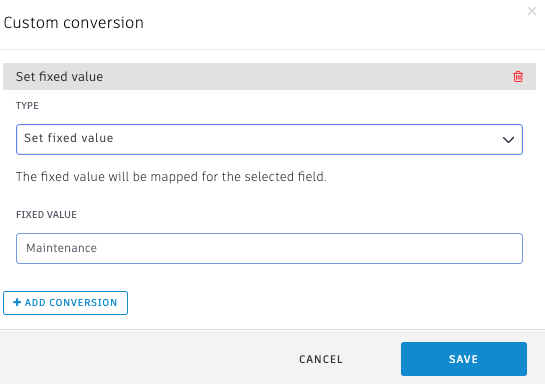 Custom conversion
Set fixed value
TYPE
Set fixed value
The fixed value will be mapped for the selected field.
FIXED VALUE
Maintenance
+ ADD CONVERSION
CANCEL
SAVE